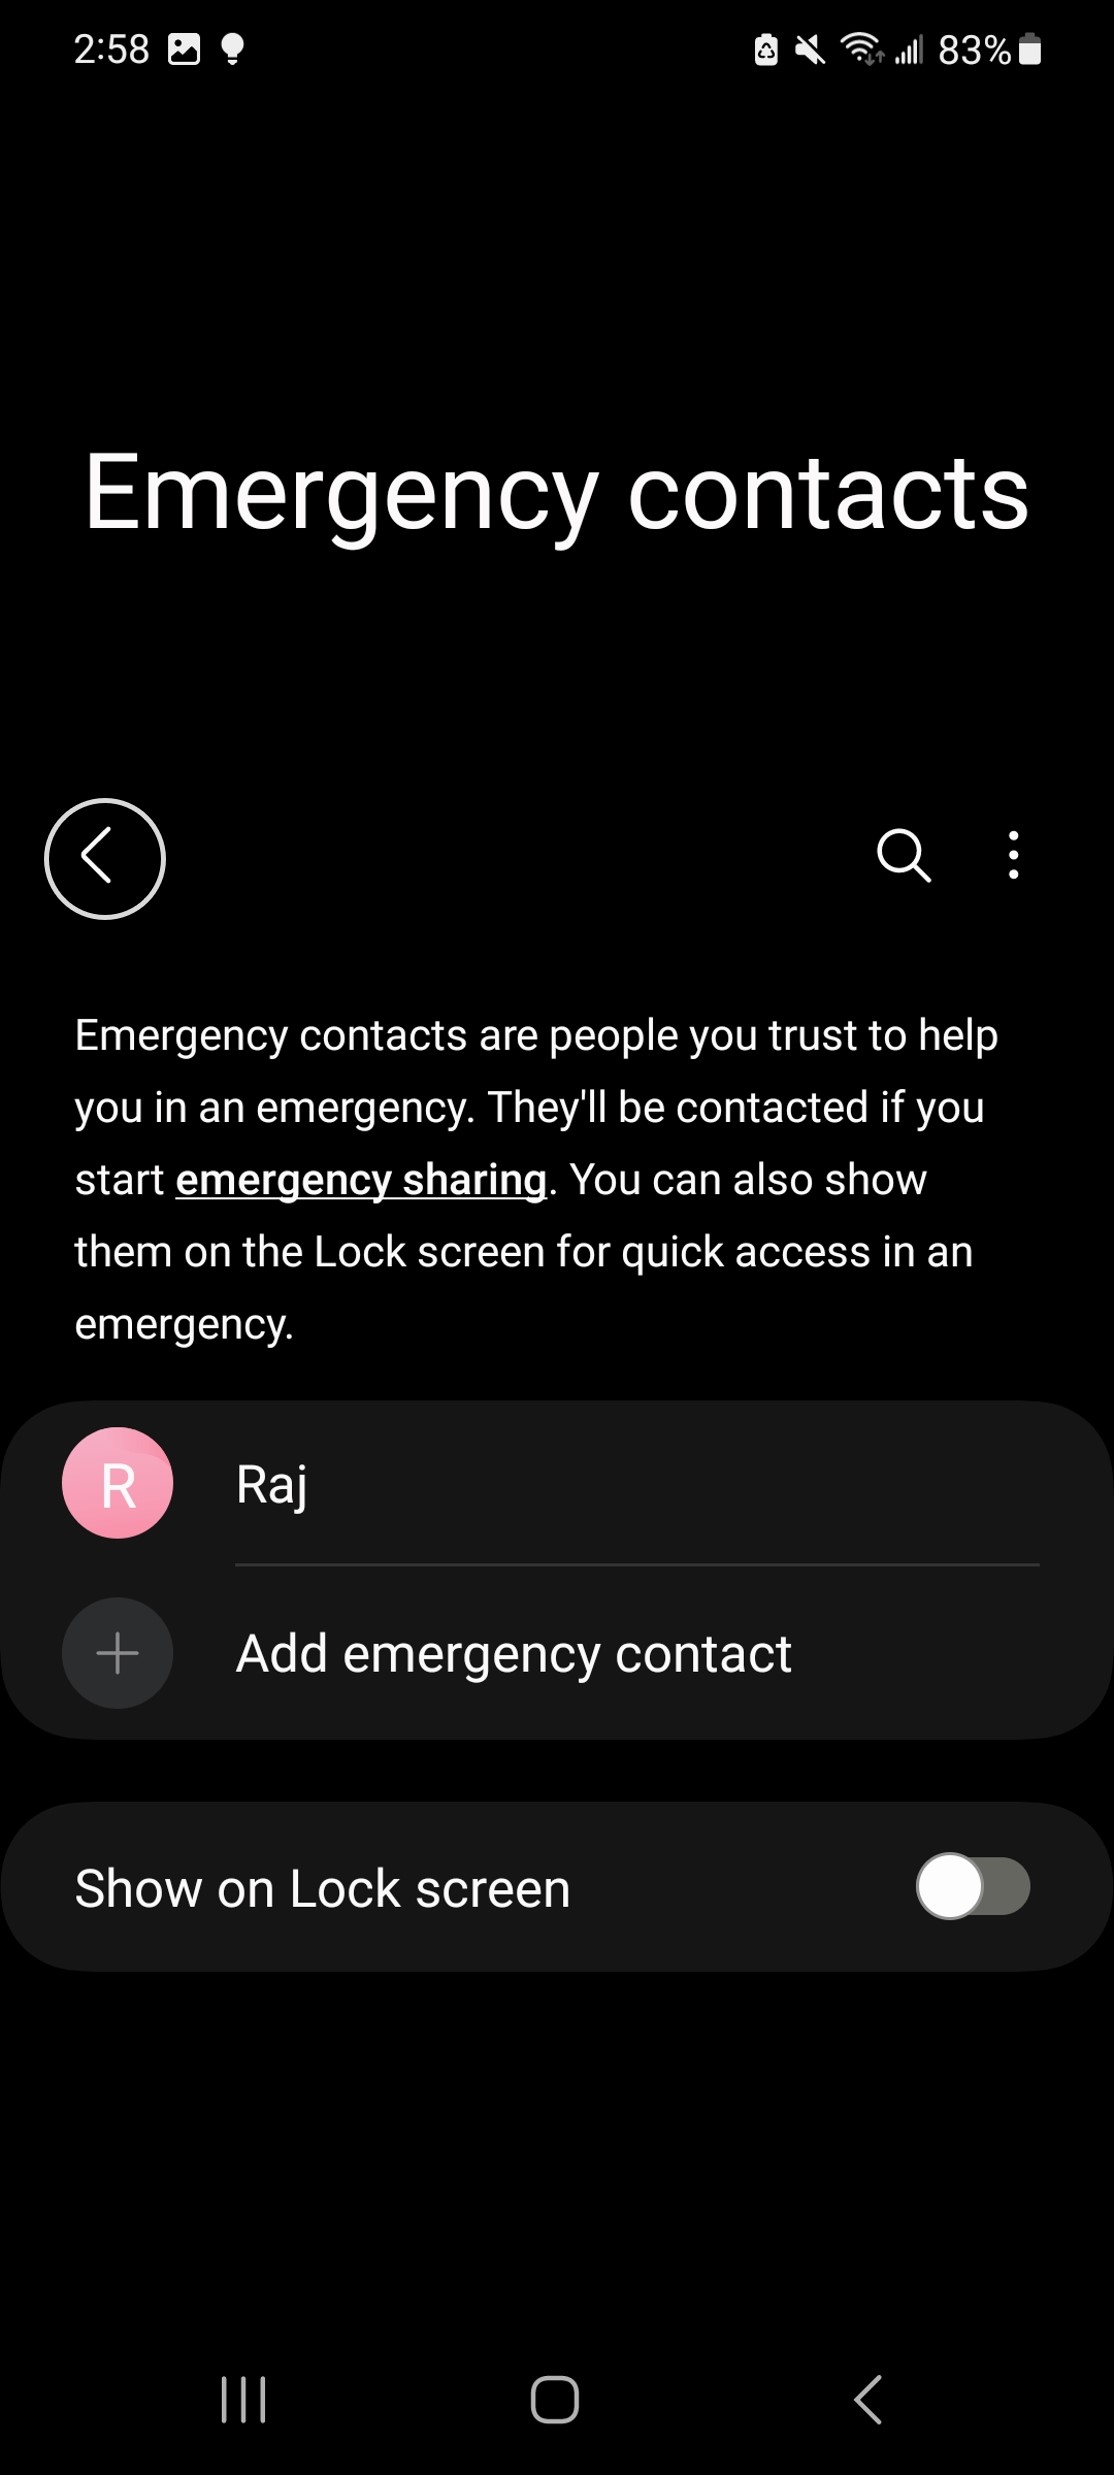 2:58 83%
Emergency contacts
Emergency contacts are people you trust to help
you in an emergency. They'll be contacted if you
start emergency sharing. You can also show
them on the Lock screen for quick access in an
emergency.
R Raj
Add emergency contact
Show on Lock screen